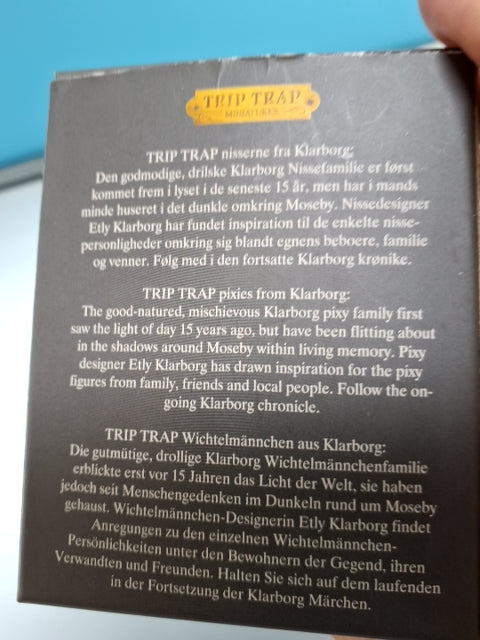 TRIP TRAP
MINIATURES
TRIP TRAP nisserne fra Klarborg:
Den godmodige, drilske Klarborg Nissefamilie er først
kommet frem i lyset i de seneste 15 år, men har i mands
minde huseret i det dunkle omkring Moseby. Nissedesigner
Etly Klarborg har fundet inspiration til de enkelte nisse-
personligheder omkring sig blandt egnens beboere, familie
og venner. Følg med i den fortsatte Klarborg krønike.
TRIP TRAP pixies from Klarborg:
The good-natured, mischievous Klarborg pixy family first
saw the light of day 15 years ago, but have been flitting about
in the shadows around Moseby within living memory. Pixy
designer Etly Klarborg has drawn inspiration for the pixy
figures from family, friends and local people. Follow the on-
going Klarborg chronicle.
TRIP TRAP Wichtelmännchen aus Klarborg:
Die gutmütige, drollige Klarborg Wichtelmännchenfamilie
erblickte erst vor 15 Jahren das Licht der Welt, sie haben
jedoch seit Menschengedenken im Dunkeln rund um Moseby
gehaust. Wichtelmännchen-Designerin Etly Klarborg findet
Anregungen zu den einzelnen Wichtelmännchen-
Persönlichkeiten unter den Bewohnern der Gegend, ihren
Verwandten und Freunden. Halten Sie sich auf dem laufenden
in der Fortsetzung der Klarborg Märchen.